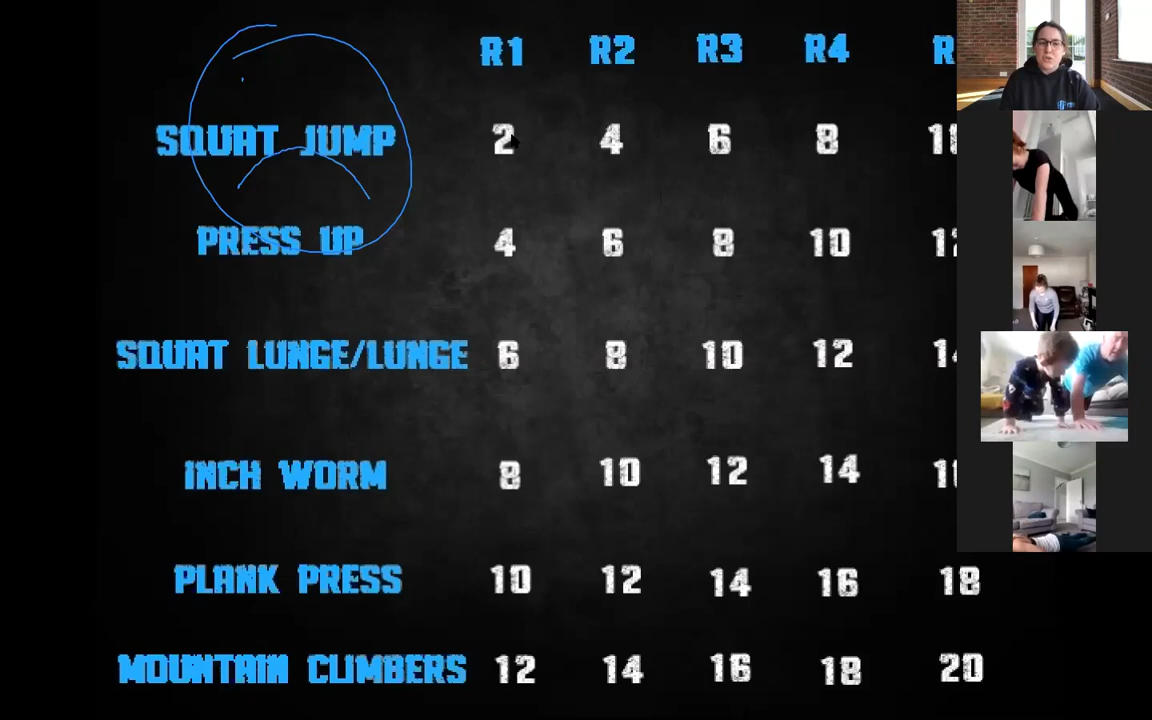 R1 R2 R3 R4 R
SQUAT JUMP 2 4 6 8
PRESS UP 4 6 8 10
SQUAT LUNGE/LUNGE 6 8 10 12
INCH WORM 8 10 12 14
PLANK PRESS 10 12 14 16 18
MOUNTAIN CLIMBERS 12 14 16 18 20